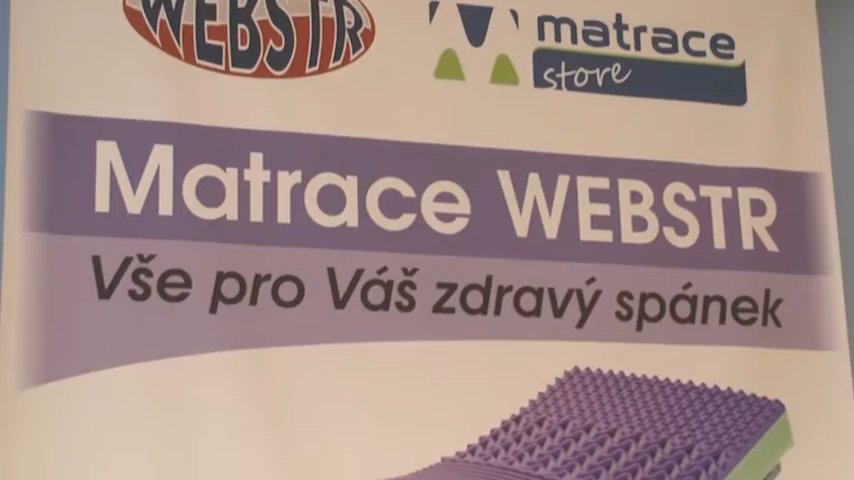 WEBSTR
matrace
store
Matrace WEBSTR
Vše pro Váš zdravý spánek